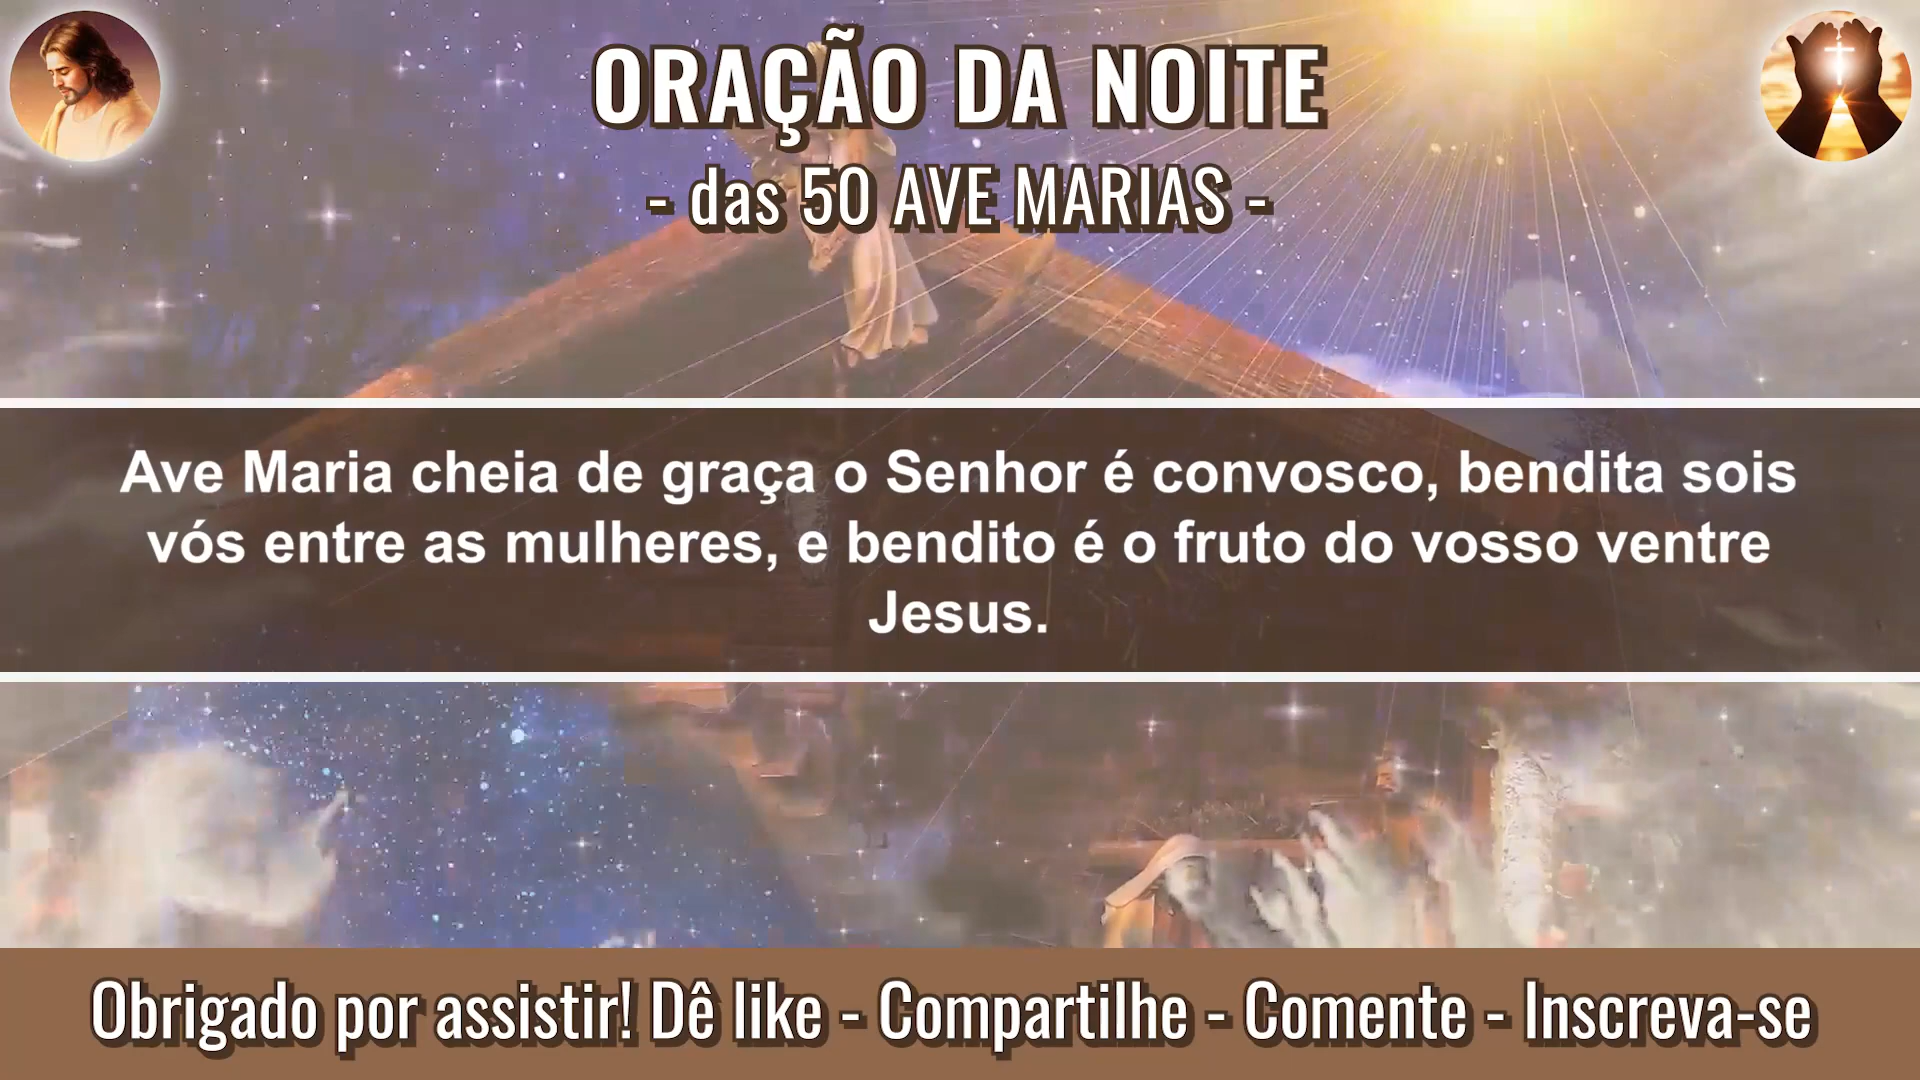 ORAÇÃO DA NOITE
- das 50 AVE MARIAS -
Ave Maria cheia de graça o Senhor é convosco, bendita sois
vós entre as mulheres, e bendito é o fruto do vosso ventre
Jesus.
Obrigado por assistir! Dê like - Compartilhe - Comente - Inscreva-se